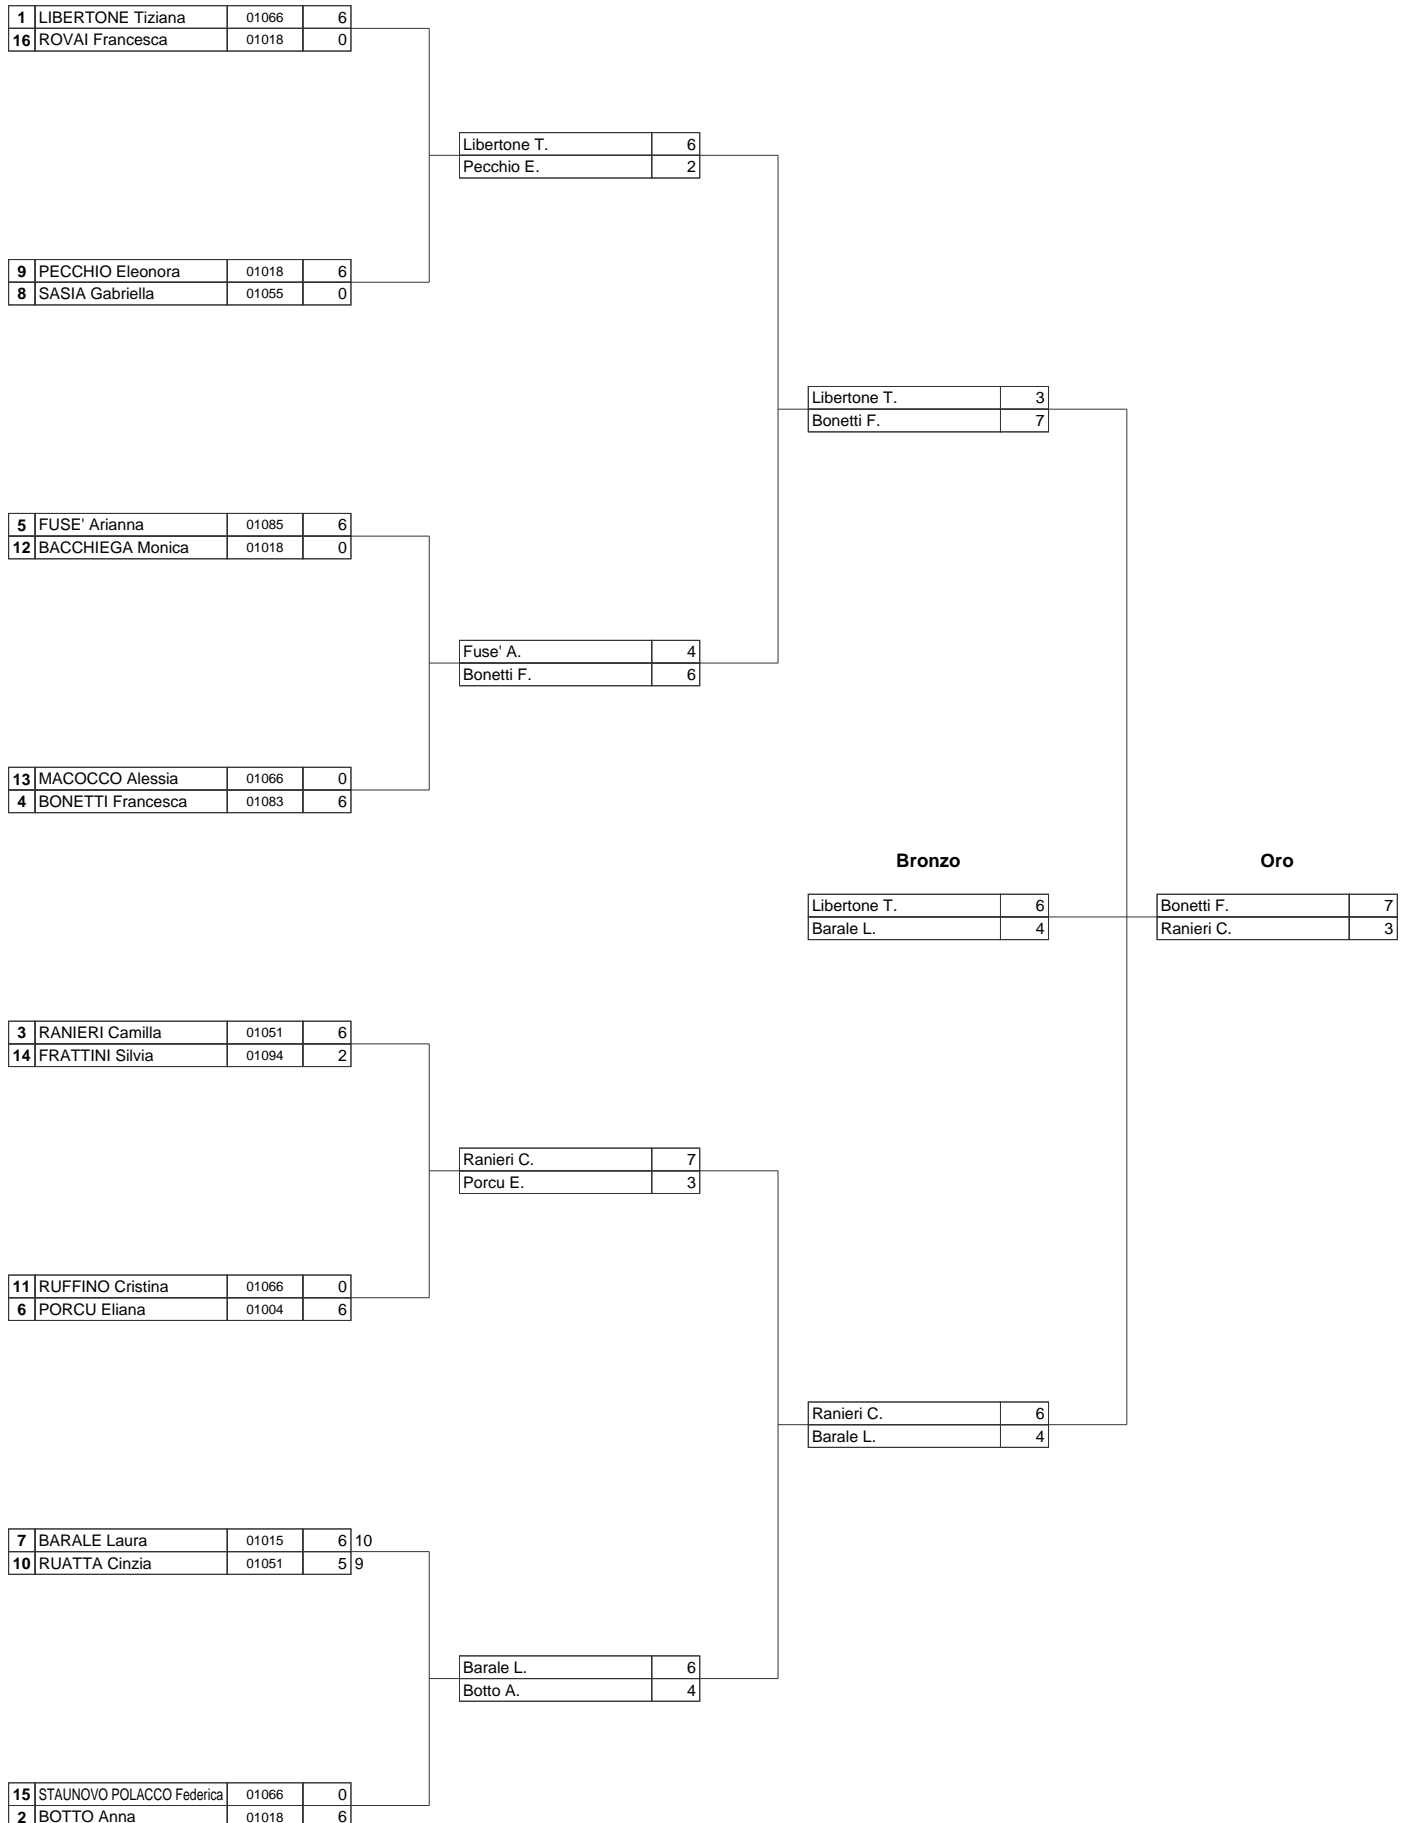 1 LIBERTONE Tiziana 01066 6
16 ROVAI Francesca 01018 0
Libertone T. 6
Pecchio E. 2
9 PECCHIO Eleonora 01018 6
8 SASIA Gabriella 01055 0
Libertone T. 3
Bonetti F. 7
5 FUSE' Arianna 01085 6
12 BACCHIEGA Monica 01018 0
Fuse' A. 4
Bonetti F. 6
13 MACOCCO Alessia 01066 0
4 BONETTI Francesca 01083 6
Bronzo Oro
Libertone T. 6 Bonetti F. 7
Barale L. 4 Ranieri C. 3
3 RANIERI Camilla 01051 6
14 FRATTINI Silvia 01094 2
Ranieri C. 7
Porcu E. 3
11 RUFFINO Cristina 01066 0
6 PORCU Eliana 01004 6
Ranieri C. 6
Barale L. 4
7 BARALE Laura 01015 6 10
10 RUATTA Cinzia 01051 5 9
Barale L. 6
Botto A. 4
15 STAUNOVO POLACCO Federica 01066 0
2 BOTTO Anna 01018 6